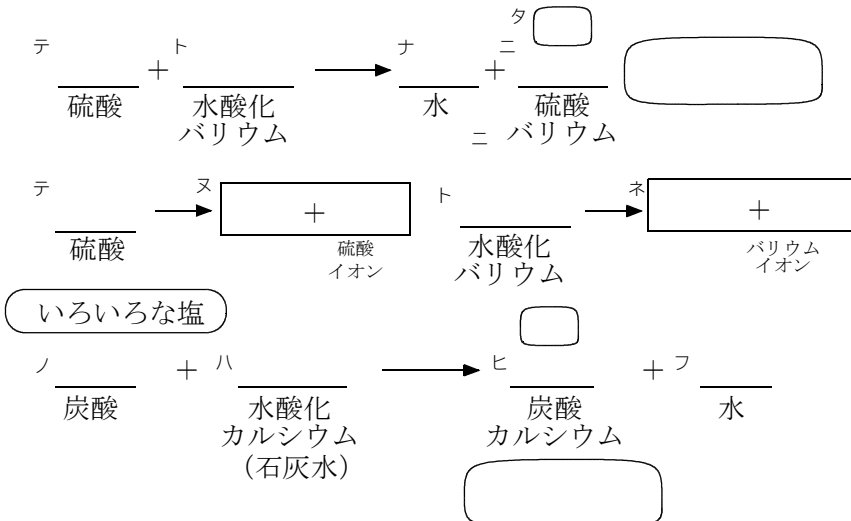 タ
テ ＋ ト → ナ ＋ ニ
硫酸 水酸化 水 硫酸
バリウム ニ バリウム
テ → ヌ ＋ ト → ネ ＋
硫酸 硫酸 水酸化 バリウム
イオン バリウム イオン
いろいろな塩
ノ ＋ ハ → ヒ ＋ フ
炭酸 水酸化 炭酸 水
カルシウム カルシウム
（石灰水）